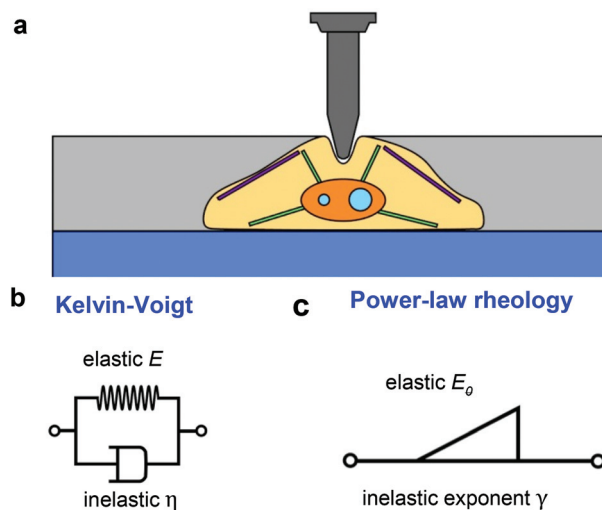 a
b Kelvin-Voigt
c Power-law rheology
elastic E
inelastic η
elastic E₀
inelastic exponent γ